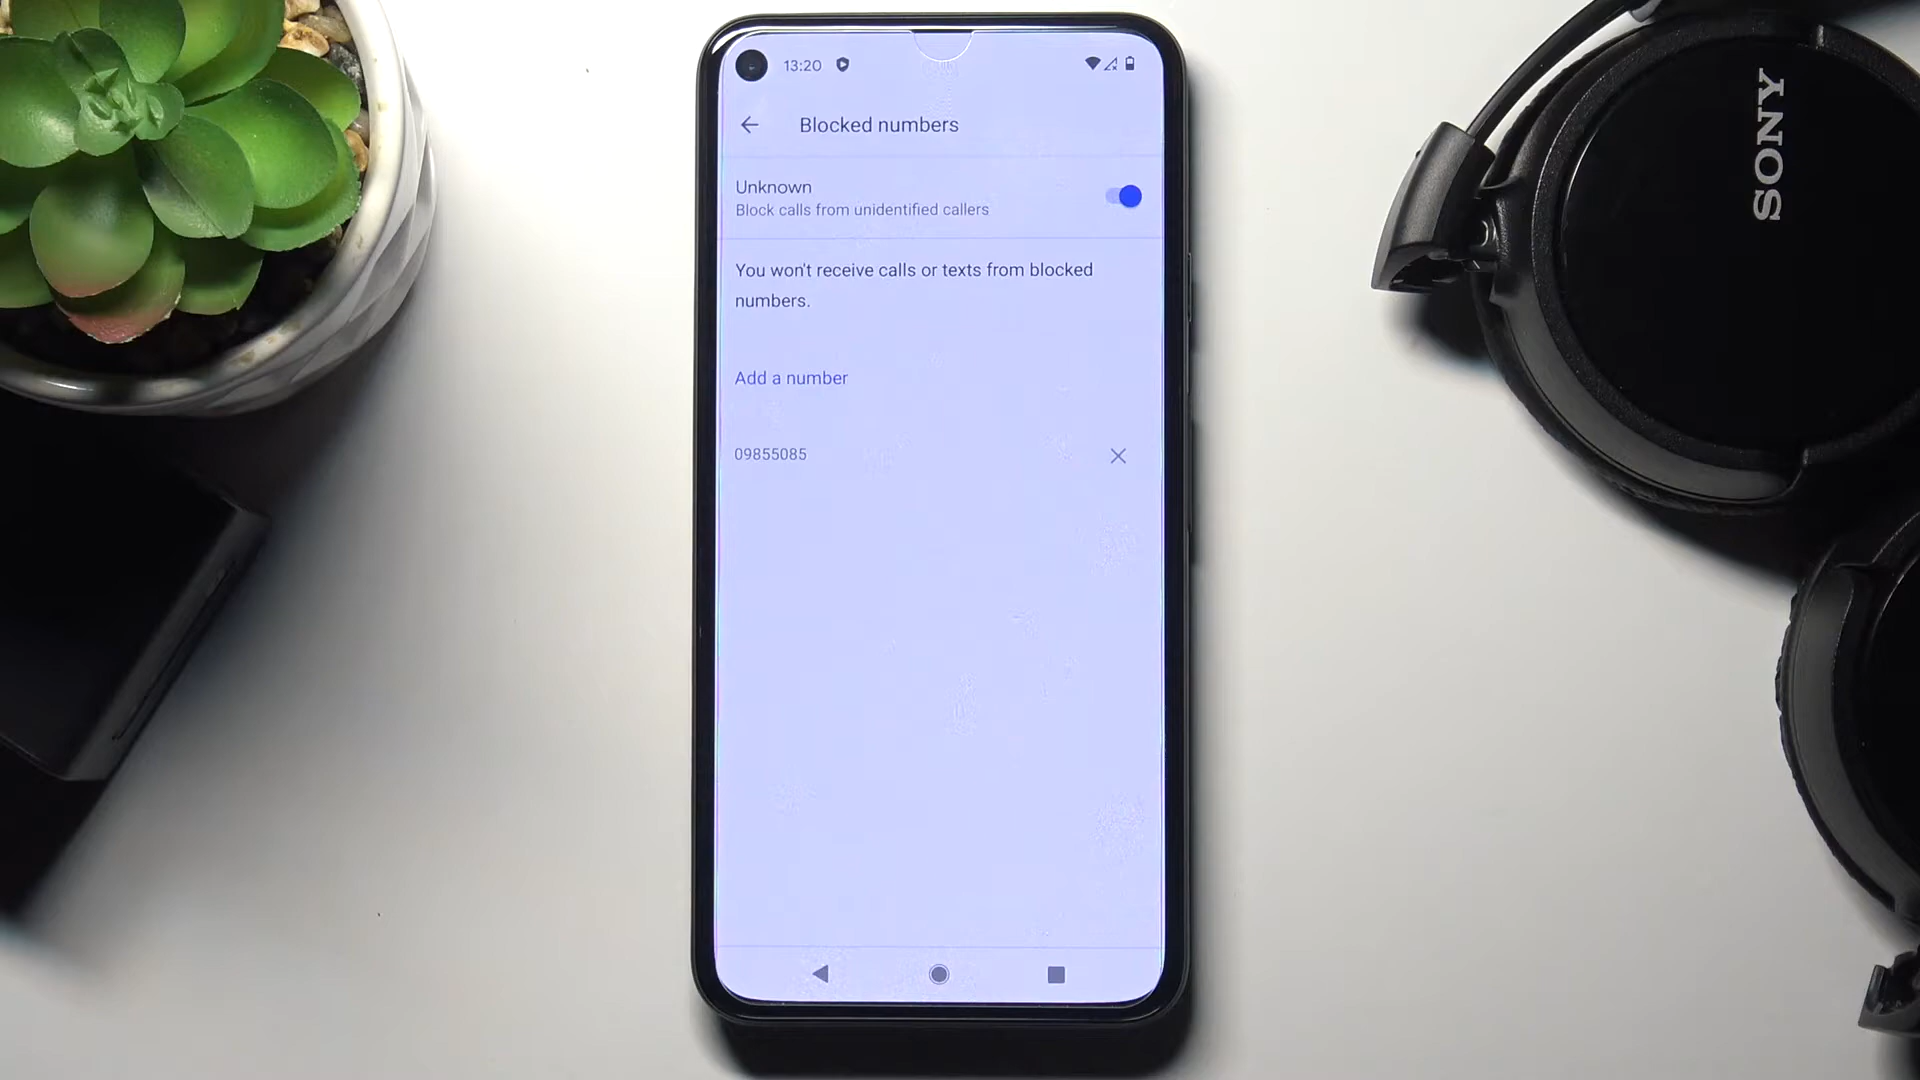 13:20
Blocked numbers
Unknown
Block calls from unidentified callers
You won't receive calls or texts from blocked
numbers.
Add a number
09855085
SONY